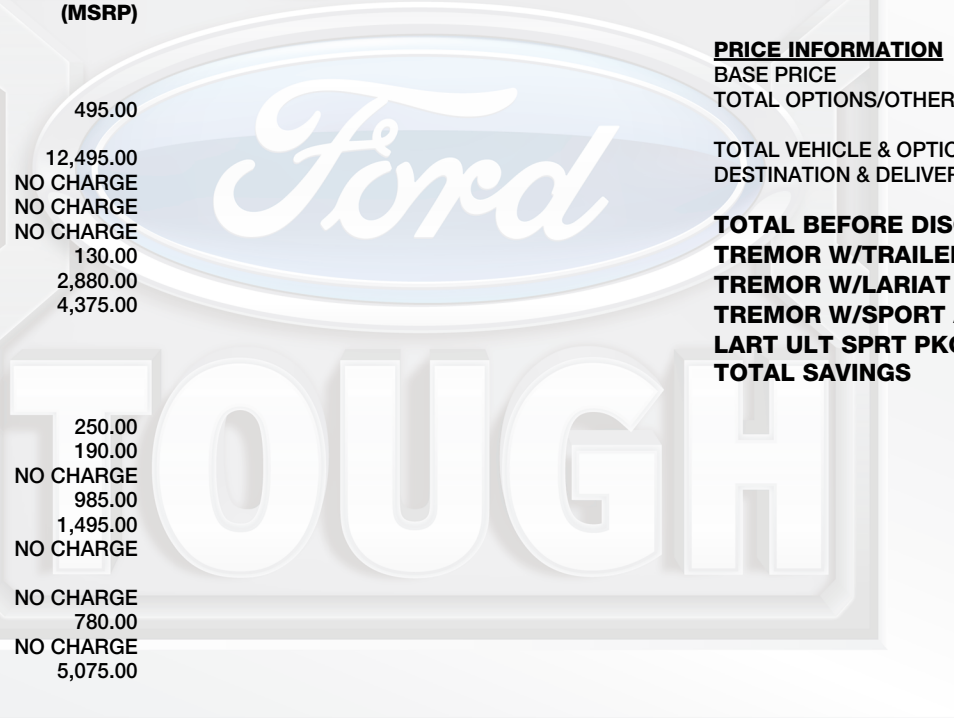 (MSRP)
495.00
12,495.00
NO CHARGE
NO CHARGE
NO CHARGE
130.00
2,880.00
4,375.00
250.00
190.00
NO CHARGE
985.00
1,495.00
NO CHARGE
NO CHARGE
780.00
NO CHARGE
5,075.00
PRICE INFORMATION
BASE PRICE
TOTAL OPTIONS/OTHER
TOTAL VEHICLE & OPTIO
DESTINATION & DELIVER
TOTAL BEFORE DIS
TREMOR W/TRAILE
TREMOR W/LARIAT
TREMOR W/SPORT
LART ULT SPRT PK
TOTAL SAVINGS
Ford
TOUGH